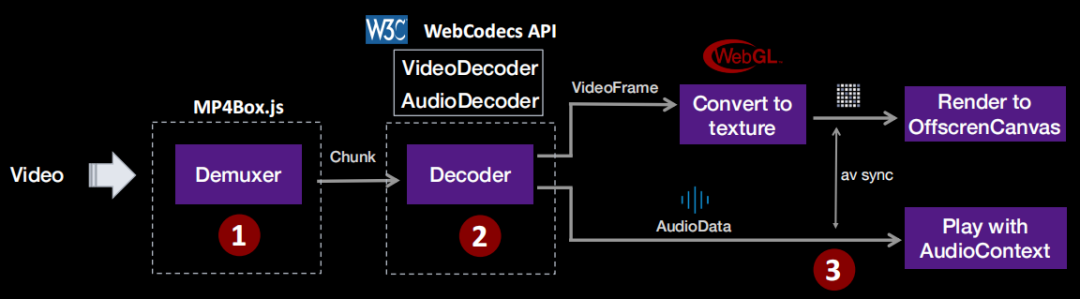 W3C
WebCodecs API
VideoDecoder
AudioDecoder
MP4Box.js
Video
Demuxer
1
Chunk
Decoder
2
VideoFrame
WebGL
Convert to
texture
Render to
OffscrenCanvas
av sync
AudioData
3
Play with
AudioContext